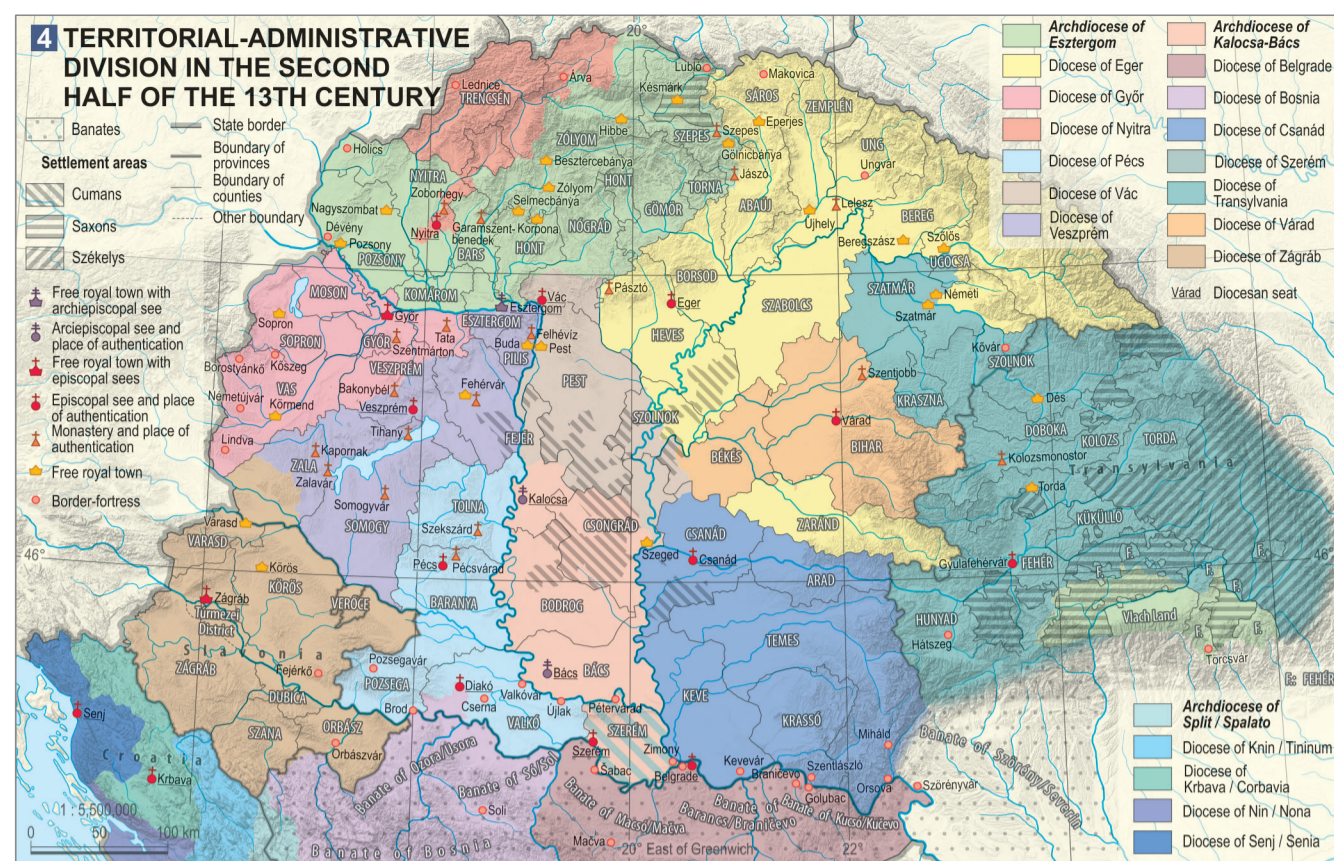 4 TERRITORIAL-ADMINISTRATIVE
DIVISION IN THE SECOND
HALF OF THE 13TH CENTURY
Banates
State border
Settlement areas
Boundary of
provinces
Cumans
Boundary of
counties
Saxons
Other boundary
Székelys
Free royal town with
archiepiscopal see
Arciepiscopal see and
place of authentication
Free royal town with
episcopal sees
Episcopal see and place
of authentication
Monastery and place of
authentication
Free royal town
Border-fortress
Archdiocese of
Esztergom
Diocese of Eger
Diocese of Győr
Diocese of Nyitra
Diocese of Pécs
Diocese of Vác
Diocese of
Veszprém
Archdiocese of
Kalocsa-Bács
Diocese of Belgrade
Diocese of Bosnia
Diocese of Csanád
Diocese of Szerém
Diocese of
Transylvania
Diocese of Várad
Diocese of Zágráb
Várad Diocesan seat
20°
Lubló
Makovica
Árva
Lednice
TRENCSÉN
Késmárk
SÁROS
ZEMPLÉN
Hibbe
Eperjes
ZÓLYOM
SZEPES
Szepes
Gölnicbánya
UNG
Ungvár
Holics
Besztercebánya
HONT
NYITRA
Zoborhegy
Zólyom
TORNA
Jászó
Selmecbánya
GÖMÖR
ABAÚJ
Lelesz
BEREG
Nagyszombat
Nyitra
Garamszent-
benedek
Korpona
NÓGRÁD
Újhely
Dévény
Pozsony
POZSONY
BARS
HONT
Beregszász
Szőlős
UGOCSA
MOSON
KOMÁROM
BORSOD
SZATMÁR
Németi
Szatmár
Esztergom
Vác
Pásztó
Eger
SZABOLCS
Sopron
Győr
Tata
ESZTERGOM
Felhévíz
HEVES
SOPRON
GYŐR
Szentmárton
Buda
PILIS
Pest
Kővár
SZOLNOK
Borostyánkő
Kőszeg
VESZPRÉM
PEST
Szentjobb
VAS
Bakonybél
Fehérvár
KRASZNA
Dés
Németújvár
Körmend
Veszprém
SZOLNOK
Várad
DOBOKA
KOLOZS
TORDA
Lindva
Tihany
FEJÉR
BÉKÉS
BIHAR
Kolozsmonostor
Transylvania
Kapornak
ZALA
Zalavár
Torda
Somogyvár
TOLNA
Kalocsa
Várasd
SOMOGY
Szekszárd
CSONGRÁD
CSANÁD
ZARÁND
KÜKÜLLŐ
VARASD
46°
Szeged
Csanád
Gyulafehérvár
FEHÉR
46°
Körös
Pécs
Pécsvárad
ARAD
F.
F.
Zágráb
KÖRÖS
BARANYA
BODROG
Túrmezei
District
VERŐCE
HUNYAD
Vlach Land
F.
F.
TEMES
Hátszeg
Torcsvár
Slavonia
ZÁGRÁB
Fejérkő
Pozsegavár
BÁCS
Bács
F.: FEHÉR
DUBICA
POZSEGA
Diakó
Cserna
Valkóvár
Pétervárad
KEVE
Senj
Brod
Újlak
VALKÓ
SZERÉM
KRASSÓ
SZANA
ORBÁSZ
Orbászvár
Miháld
Croatia
Szerém
Zimony
Kevevár
Szentlászló
Krbava
Banate of Ozora/Usora
Banate of Só/Soli
Šabac
Belgrade
Braničevo
Orsova
Szörényvár
Golubac
Banate of Szörény/Severin
Soli
Banate of Macsó/Mačva
Banate of
Barancs/Braničevo
Banate of Kucsó/Kučevo
Mačva
Banate of Bosnia
1 : 5,500,000
0 50 100 km
20° East of Greenwich
22°
Archdiocese of
Split / Spalato
Diocese of Knin / Tininum
Diocese of
Krbava / Corbavia
Diocese of Nin / Nona
Diocese of Senj / Senia